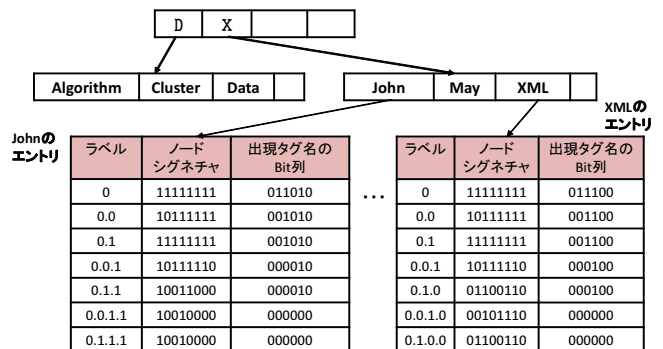 D X
Algorithm Cluster Data
John May XML
Johnの
エントリ
XMLの
エントリ
ラベル ノード
シグネチャ 出現タグ名の
Bit列
0 11111111 011010
0.0 10111111 001010
0.1 11111111 001010
0.0.1 10111110 000010
0.1.1 10011000 000010
0.0.1.1 10010000 000000
0.1.1.1 10010000 000000
...
ラベル ノード
シグネチャ 出現タグ名の
Bit列
0 11111111 011100
0.0 10111111 001100
0.1 11111111 001100
0.0.1 10111110 000100
0.1.0 01100110 000100
0.0.1.0 00101110 000000
0.1.0.0 01100110 000000